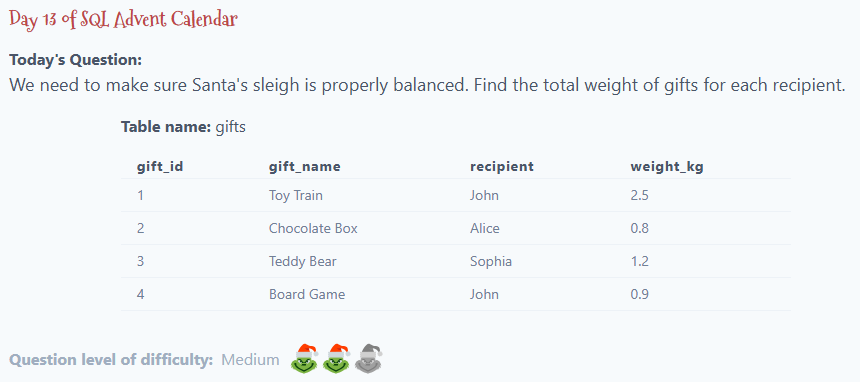 Day 13 of SQL Advent Calendar
Today's Question:
We need to make sure Santa's sleigh is properly balanced. Find the total weight of gifts for each recipient.
Table name: gifts
gift_id gift_name recipient weight_kg
1 Toy Train John 2.5
2 Chocolate Box Alice 0.8
3 Teddy Bear Sophia 1.2
4 Board Game John 0.9
Question level of difficulty: Medium